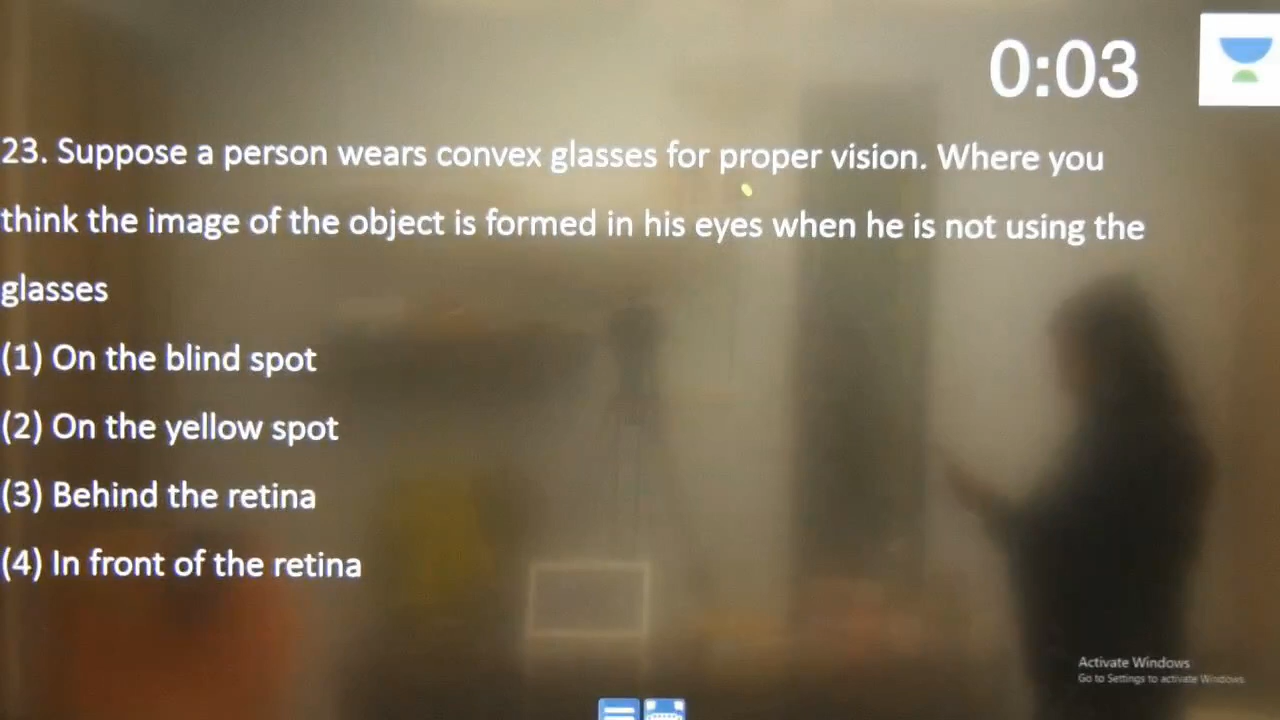 0:03
23. Suppose a person wears convex glasses for proper vision. Where you
think the image of the object is formed in his eyes when he is not using the
glasses
(1) On the blind spot
(2) On the yellow spot
(3) Behind the retina
(4) In front of the retina
Activate Windows
Go to Settings to activate Windows.